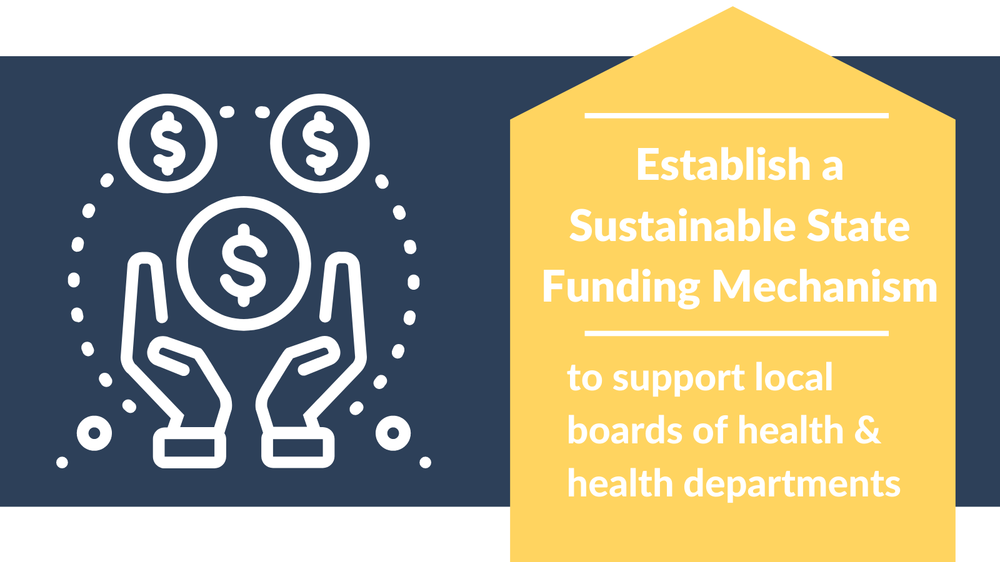 Establish a
Sustainable State
Funding Mechanism
to support local
boards of health &
health departments